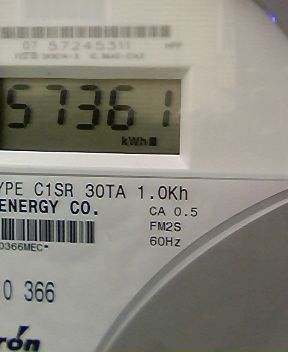 07 57245311
57361
kWh
YPE C1SR 30TA 1.0Kh
ENERGY CO.
CA 0.5
FM2S
60Hz
0366MEC*
0 366
rón